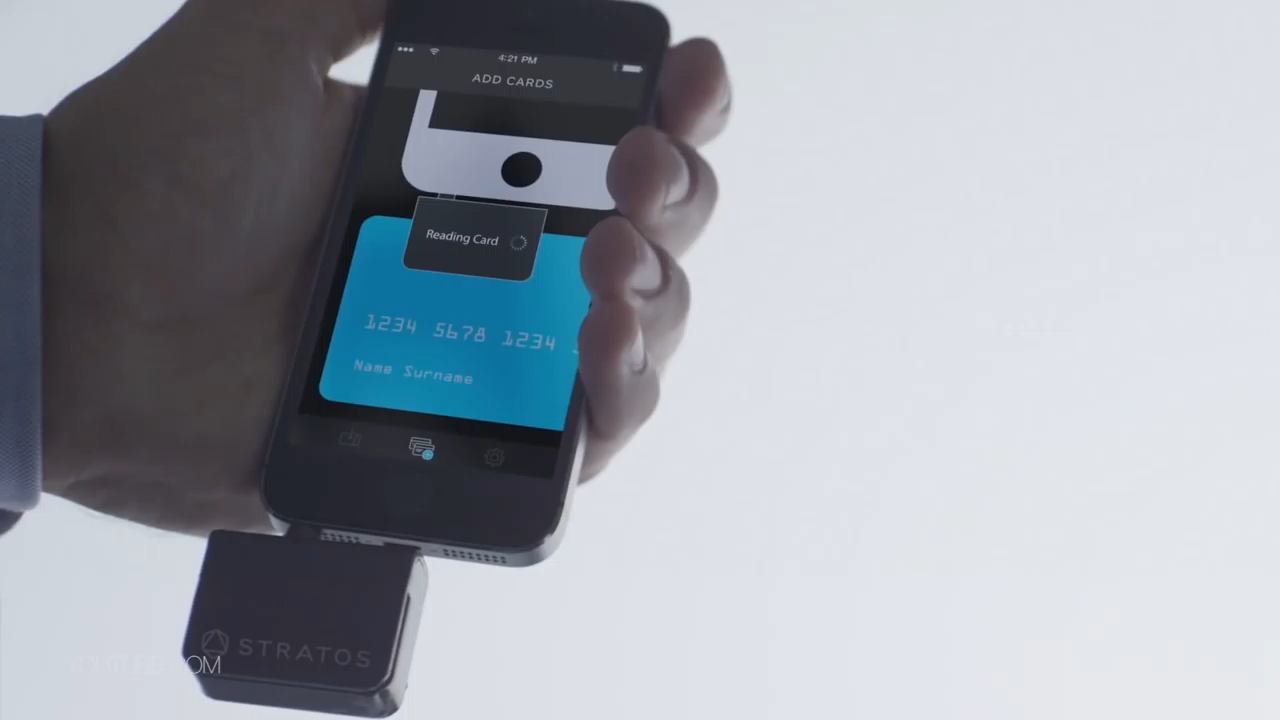 4:21 PM
ADD CARDS
Reading Card
1234 5678 1234
Name Surname
STRATOS